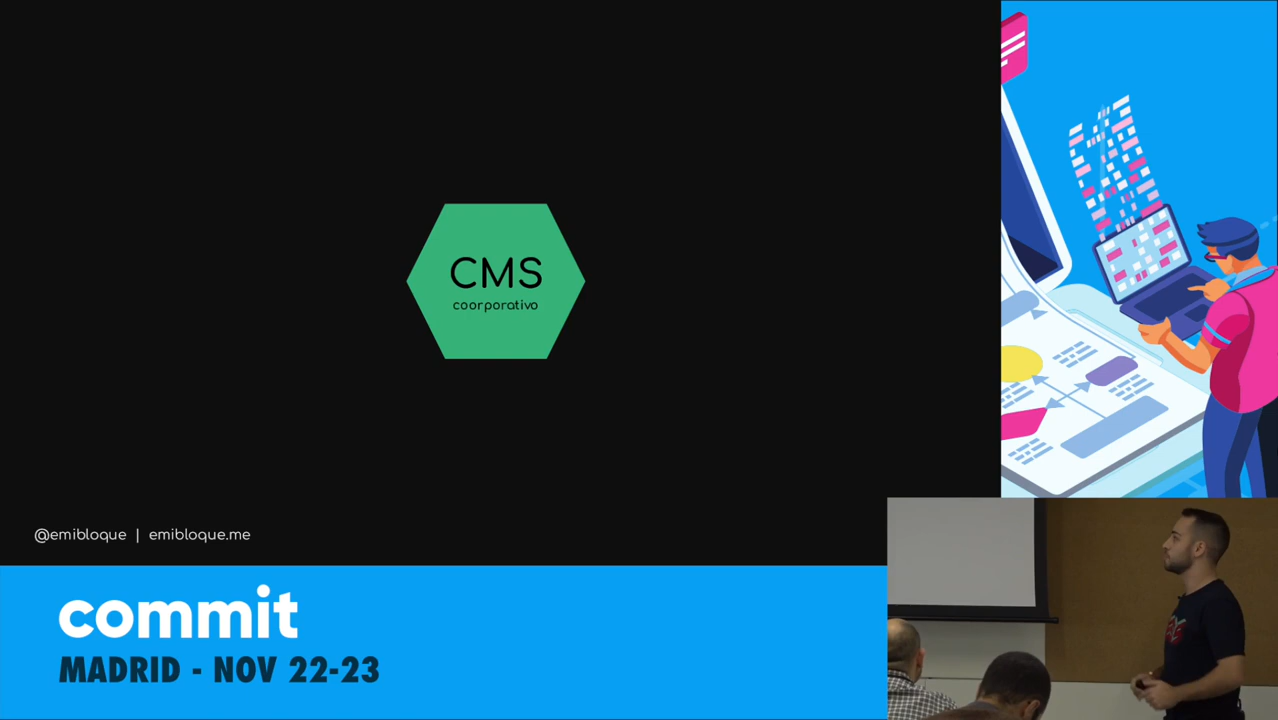 CMS
coorporativo
@emibloque | emibloque.me
commit
MADRID - NOV 22-23